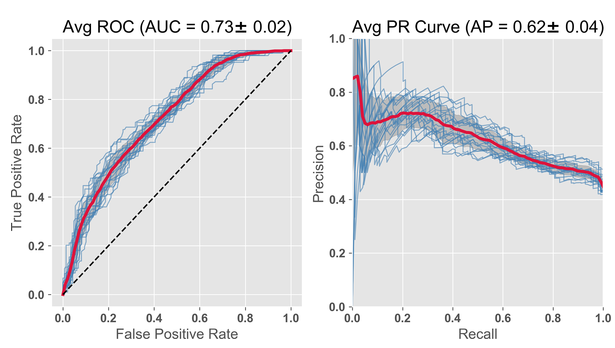 Avg ROC (AUC = 0.73± 0.02)
1.0
0.8
0.6
0.4
0.2
0.0
True Positive Rate
0.0 0.2 0.4 0.6 0.8 1.0
False Positive Rate
Avg PR Curve (AP = 0.62± 0.04)
1.0
0.8
0.6
0.4
0.2
0.0
Precision
0.0 0.2 0.4 0.6 0.8 1.0
Recall